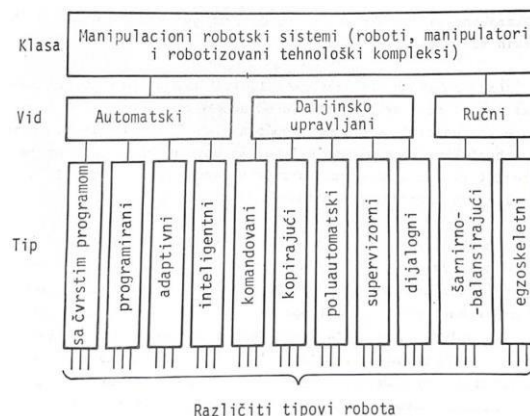 Klasa
Manipulacioni robotski sistemi (roboti, manipulatori
i robotizovani tehnološki kompleksi)
Vid
Automatski
Daljinsko
upravljani
Ručni
Tip
sa čvrstim programom
programirani
adaptivni
inteligentni
komandovani
kopirajući
poluautomatski
supervizorni
dijalogni
šarnirno-
-balansirajući
egzoskeletni
Različiti tipovi robota